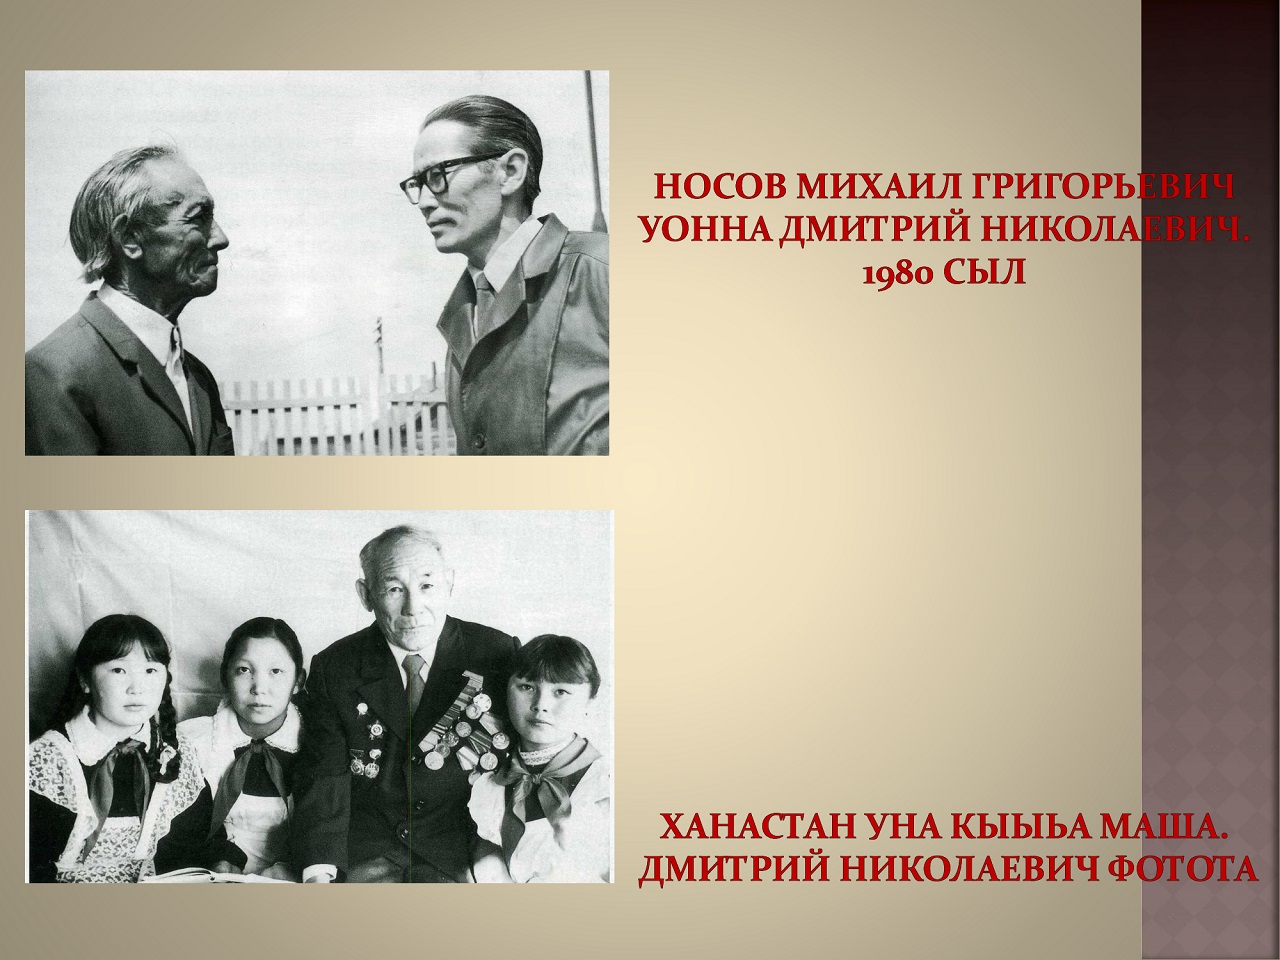 НОСОВ МИХАИЛ ГРИГОРЬЕВИЧ
УОННА ДМИТРИЙ НИКОЛАЕВИЧ.
1980 СЫЛ
ХАНАСТАН УНА КЫЫЬА МАША.
ДМИТРИЙ НИКОЛАЕВИЧ ФОТОТА